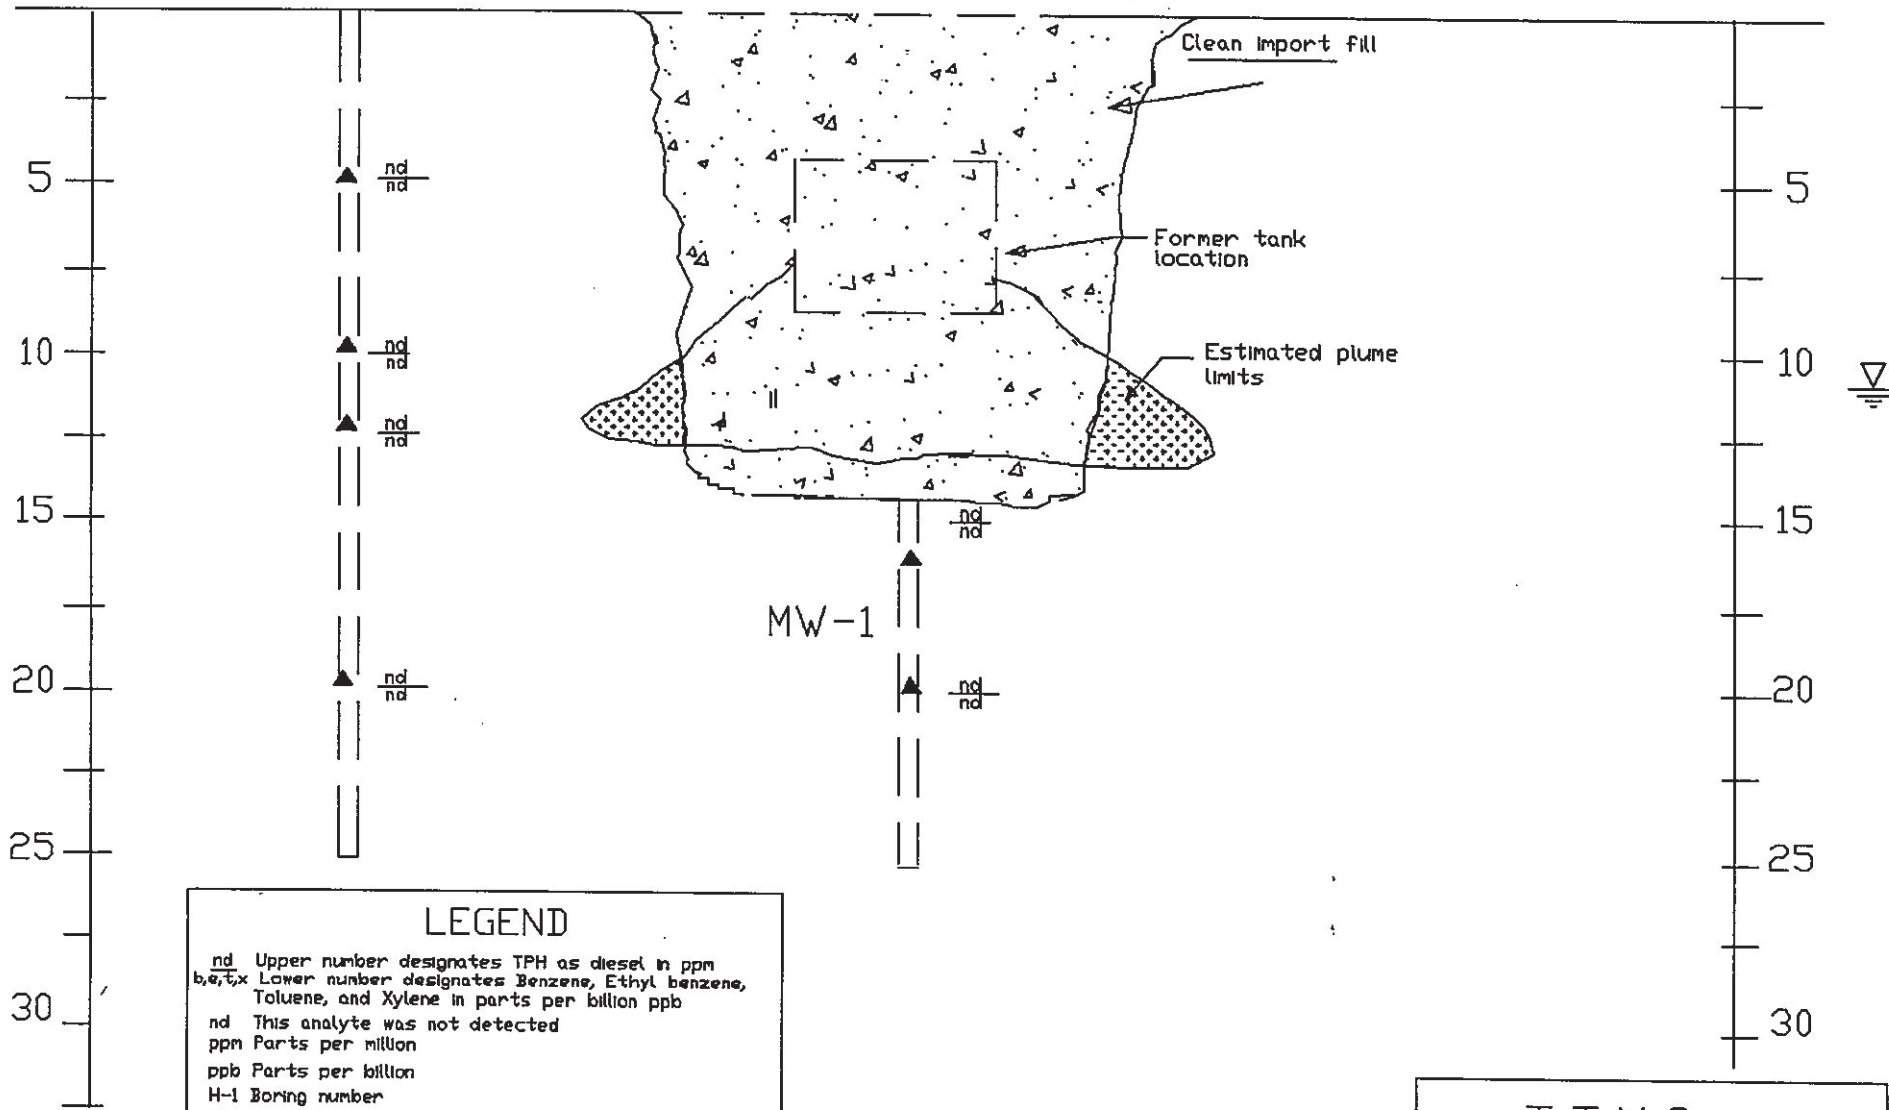 Clean import fill
nd
nd
5
5
Former tank
location
nd
nd
10
10
Estimated plume
limits
nd
nd
15
15
nd
nd
MW-1
nd
nd
20
20
nd
nd
25
25
LEGEND
nd Upper number designates TPH as diesel in ppm
b,e,t,x Lower number designates Benzene, Ethyl benzene,
Toluene, and Xylene in parts per billion ppb
nd This analyte was not detected
ppm Parts per million
ppb Parts per billion
H-1 Boring number
30
30